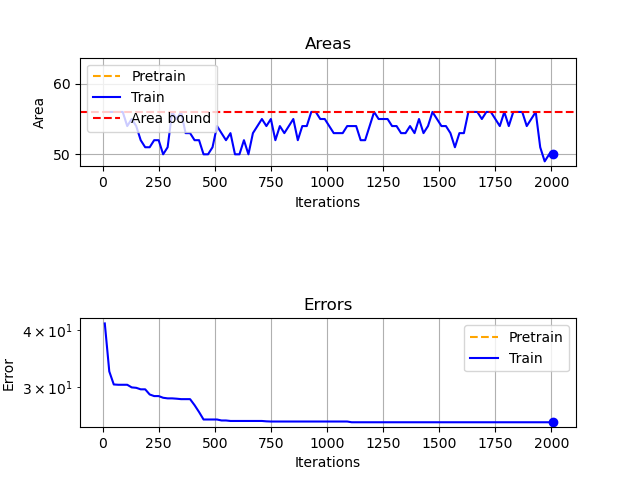 Areas
Pretrain
Train
Area bound
60
50
Area
0 250 500 750 1000 1250 1500 1750 2000
Iterations
Errors
Pretrain
Train
4 × 10¹
3 × 10¹
Error
0 250 500 750 1000 1250 1500 1750 2000
Iterations